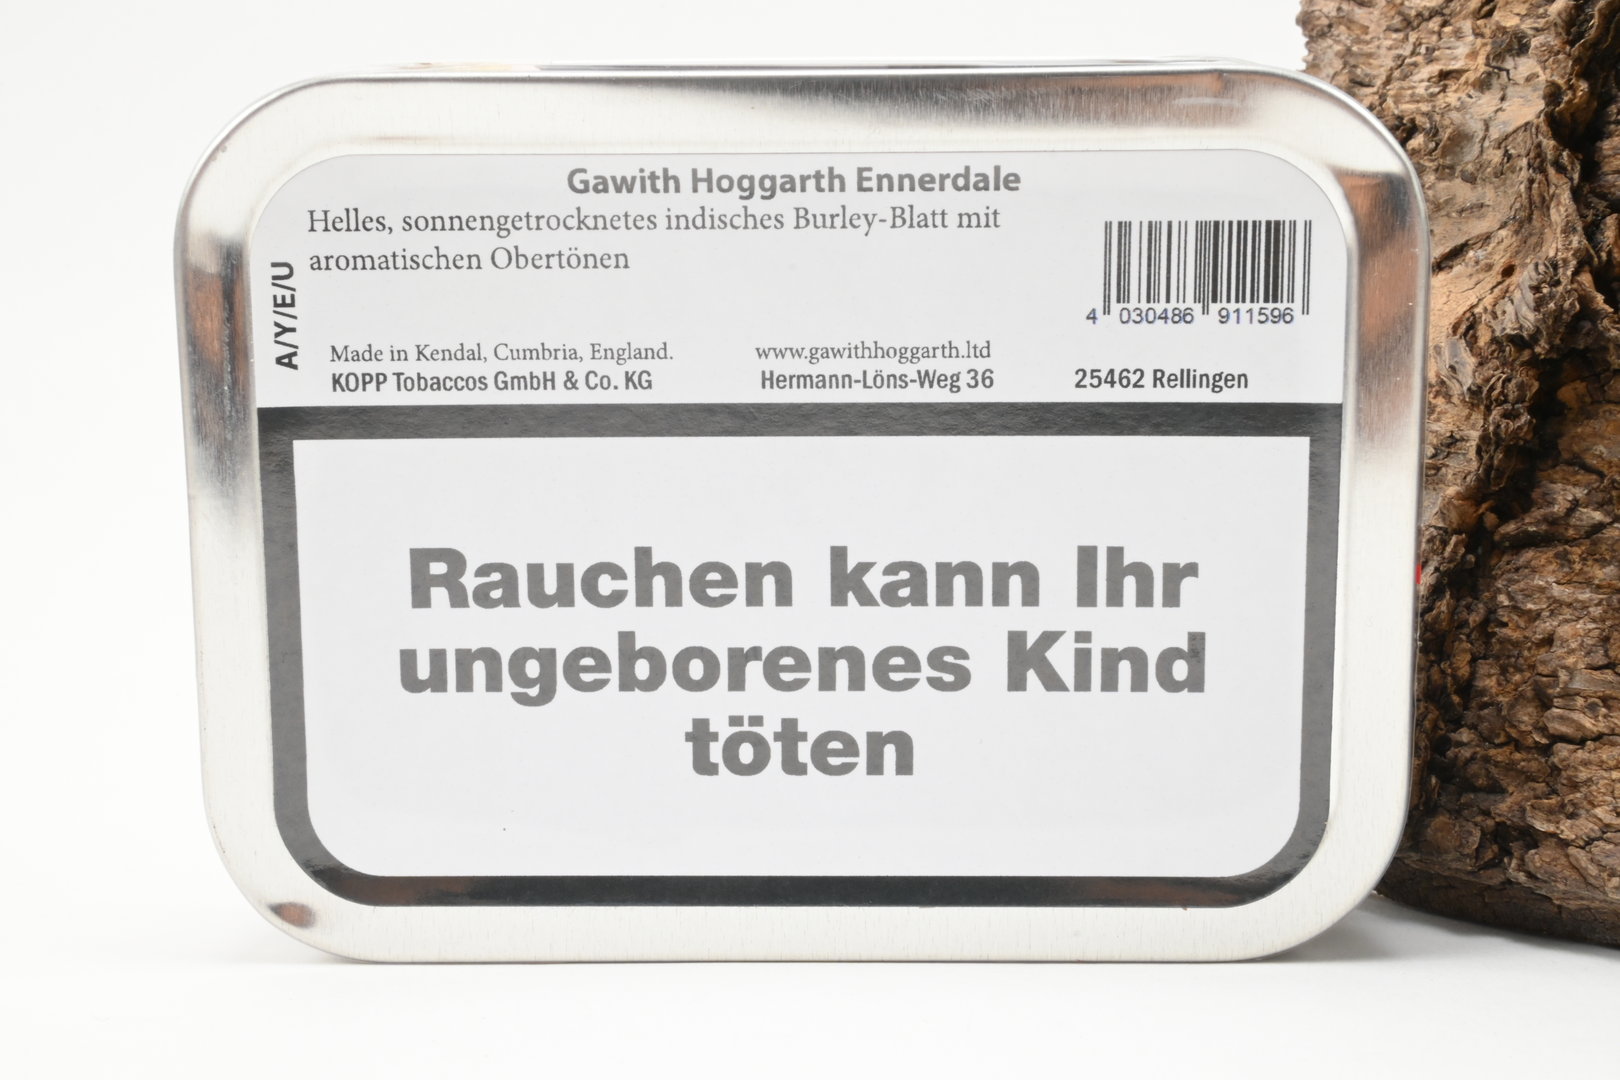 Gawith Hoggarth Ennerdale
Helles, sonnengetrocknetes indisches Burley-Blatt mit
aromatischen Obertönen
A/Y/E/U
4 030486 911596
Made in Kendal, Cumbria, England. www.gawithhoggarth.ltd
KOPP Tobaccos GmbH & Co. KG Hermann-Löns-Weg 36 25462 Rellingen
Rauchen kann Ihr
ungeborenes Kind
töten